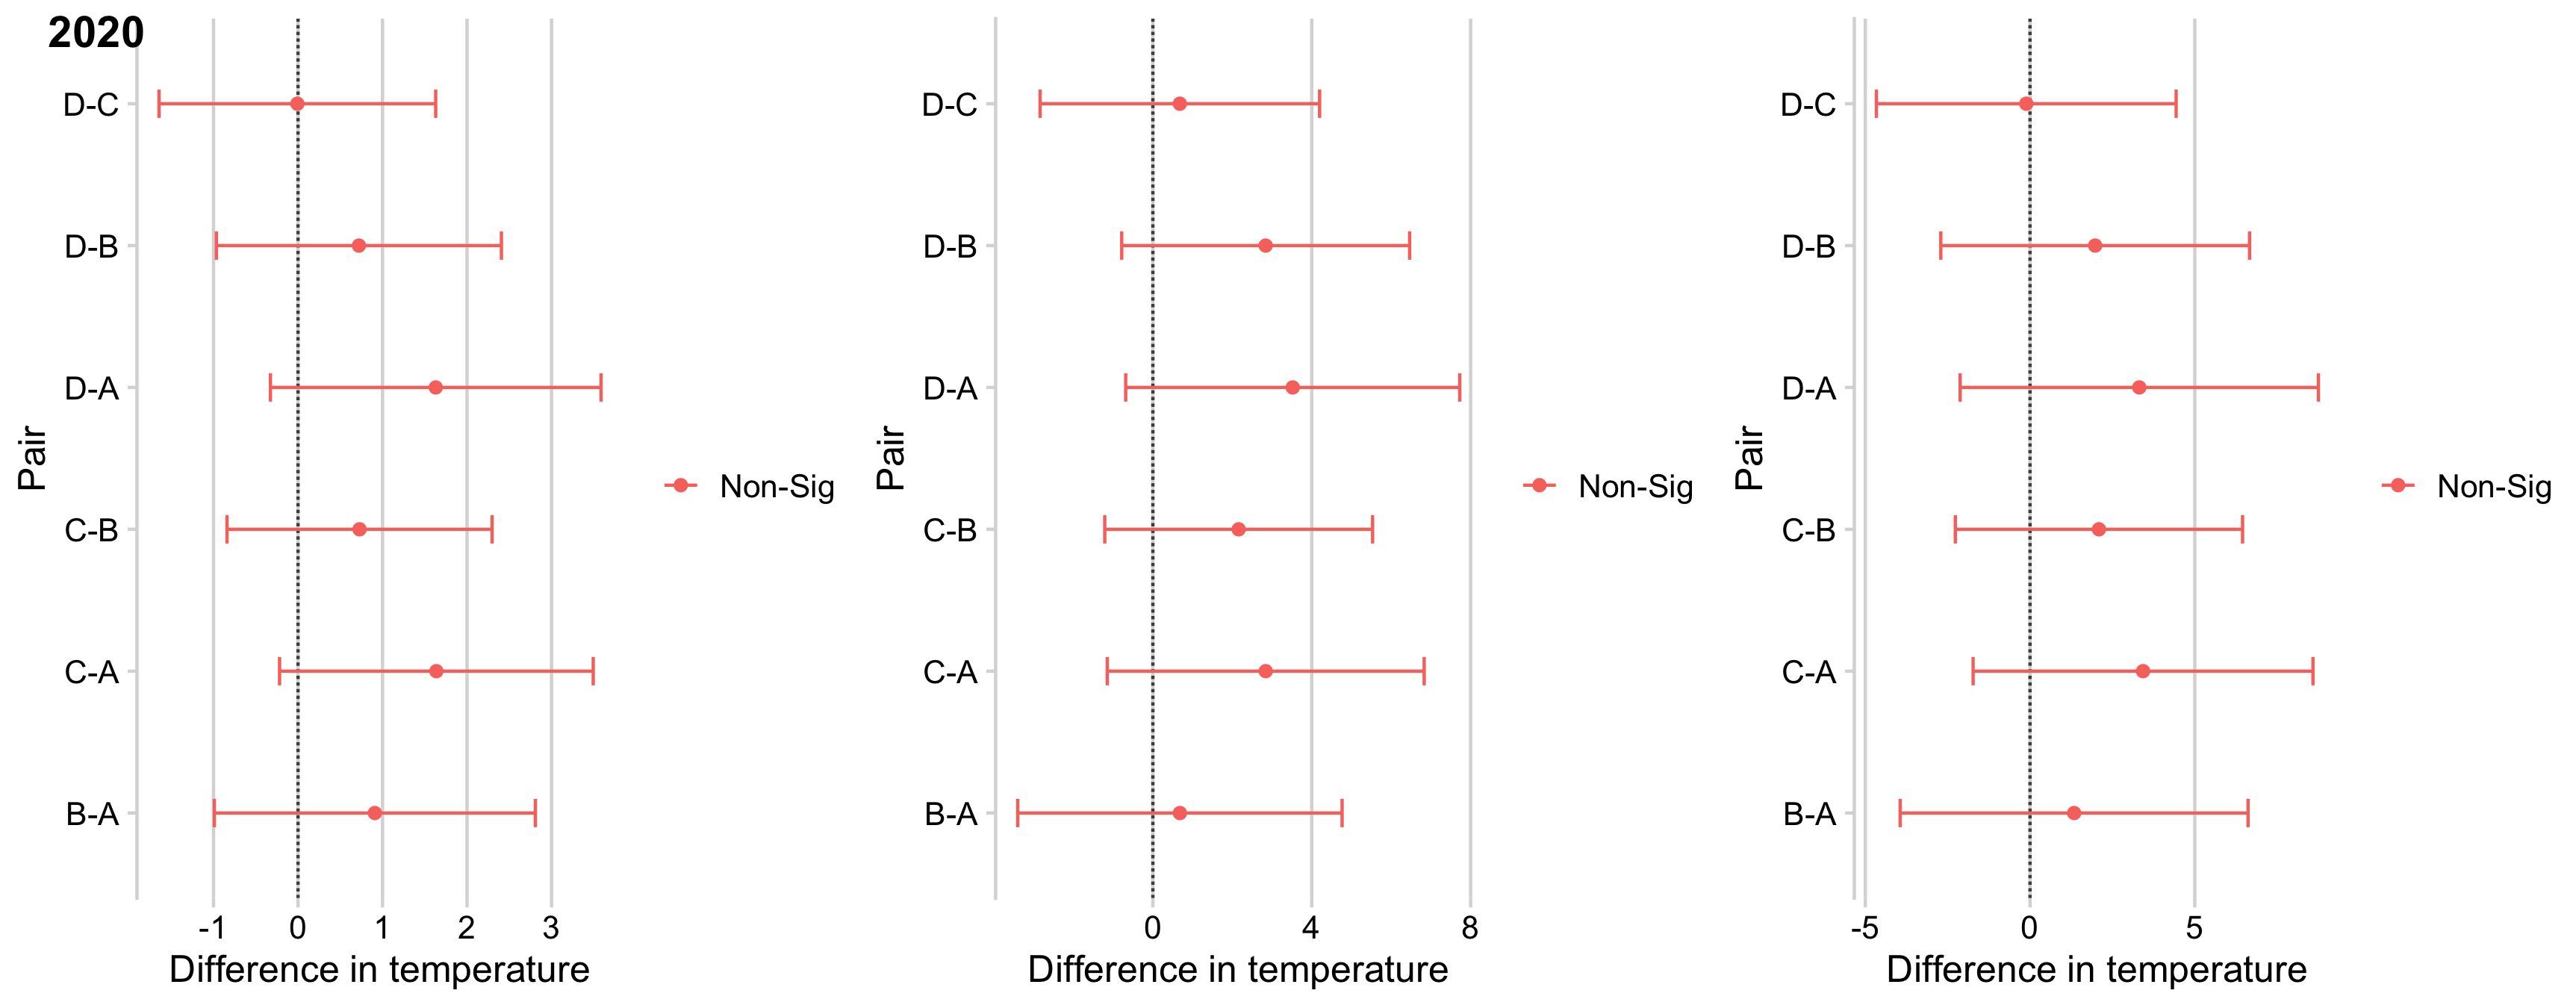 2020
D-C
D-B
D-A
C-B
C-A
B-A
Pair
-1 0 1 2 3
Difference in temperature
Non-Sig
D-C
D-B
D-A
C-B
C-A
B-A
Pair
0 4 8
Difference in temperature
Non-Sig
D-C
D-B
D-A
C-B
C-A
B-A
Pair
-5 0 5
Difference in temperature
Non-Sig